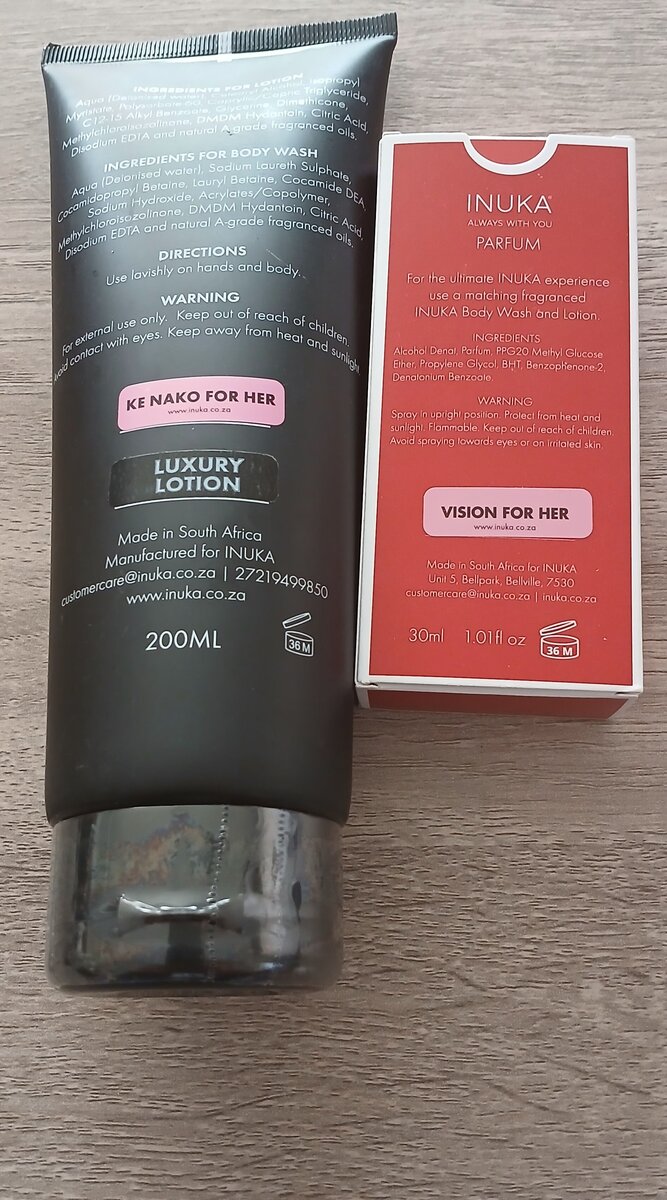 INGREDIENTS FOR LOTION
Aqua (Deionised water), Cetearyl Alcohol, Isopropyl
Myristate, Polysorbate 60, Caprylic Capric Triglyceride,
C12-15 Alkyl Benzoate, Glycerine, Dimethicone,
Methylchloroisozolinone, DMDM Hydantoin, Citric Acid,
Disodium EDTA and natural A-grade fragranced oils.
INGREDIENTS FOR BODY WASH
Aqua (Deionised water), Sodium Laureth Sulphate,
Cocamidopropyl Betaine, Lauryl Betaine, Cocamide DEA,
Sodium Hydroxide, Acrylates/Copolymer,
Methylchloroisozolinone, DMDM Hydantoin, Citric Acid,
Disodium EDTA and natural A-grade fragranced oils.
DIRECTIONS
Use lavishly on hands and body.
WARNING
For external use only. Keep out of reach of children.
Avoid contact with eyes. Keep away from heat and sunlight.
KE NAKO FOR HER
www.inuka.co.za
LUXURY
LOTION
Made in South Africa
Manufactured for INUKA
customercare@inuka.co.za | 27219499850
www.inuka.co.za
200ML
36 M
INUKA®
ALWAYS WITH YOU
PARFUM
For the ultimate INUKA experience
use a matching fragranced
INUKA Body Wash and Lotion.
INGREDIENTS
Alcohol Denat, Parfum, PPG20 Methyl Glucose
Ether, Propylene Glycol, BHT, Benzophenone-2,
Denatonium Benzoate.
WARNING
Spray in upright position. Protect from heat and
sunlight. Flammable. Keep out of reach of children.
Avoid spraying towards eyes or on irritated skin.
VISION FOR HER
www.inuka.co.za
Made in South Africa for INUKA
Unit 5, Bellpark, Bellville, 7530
customercare@inuka.co.za | inuka.co.za
30ml 1.01fl oz
36 M